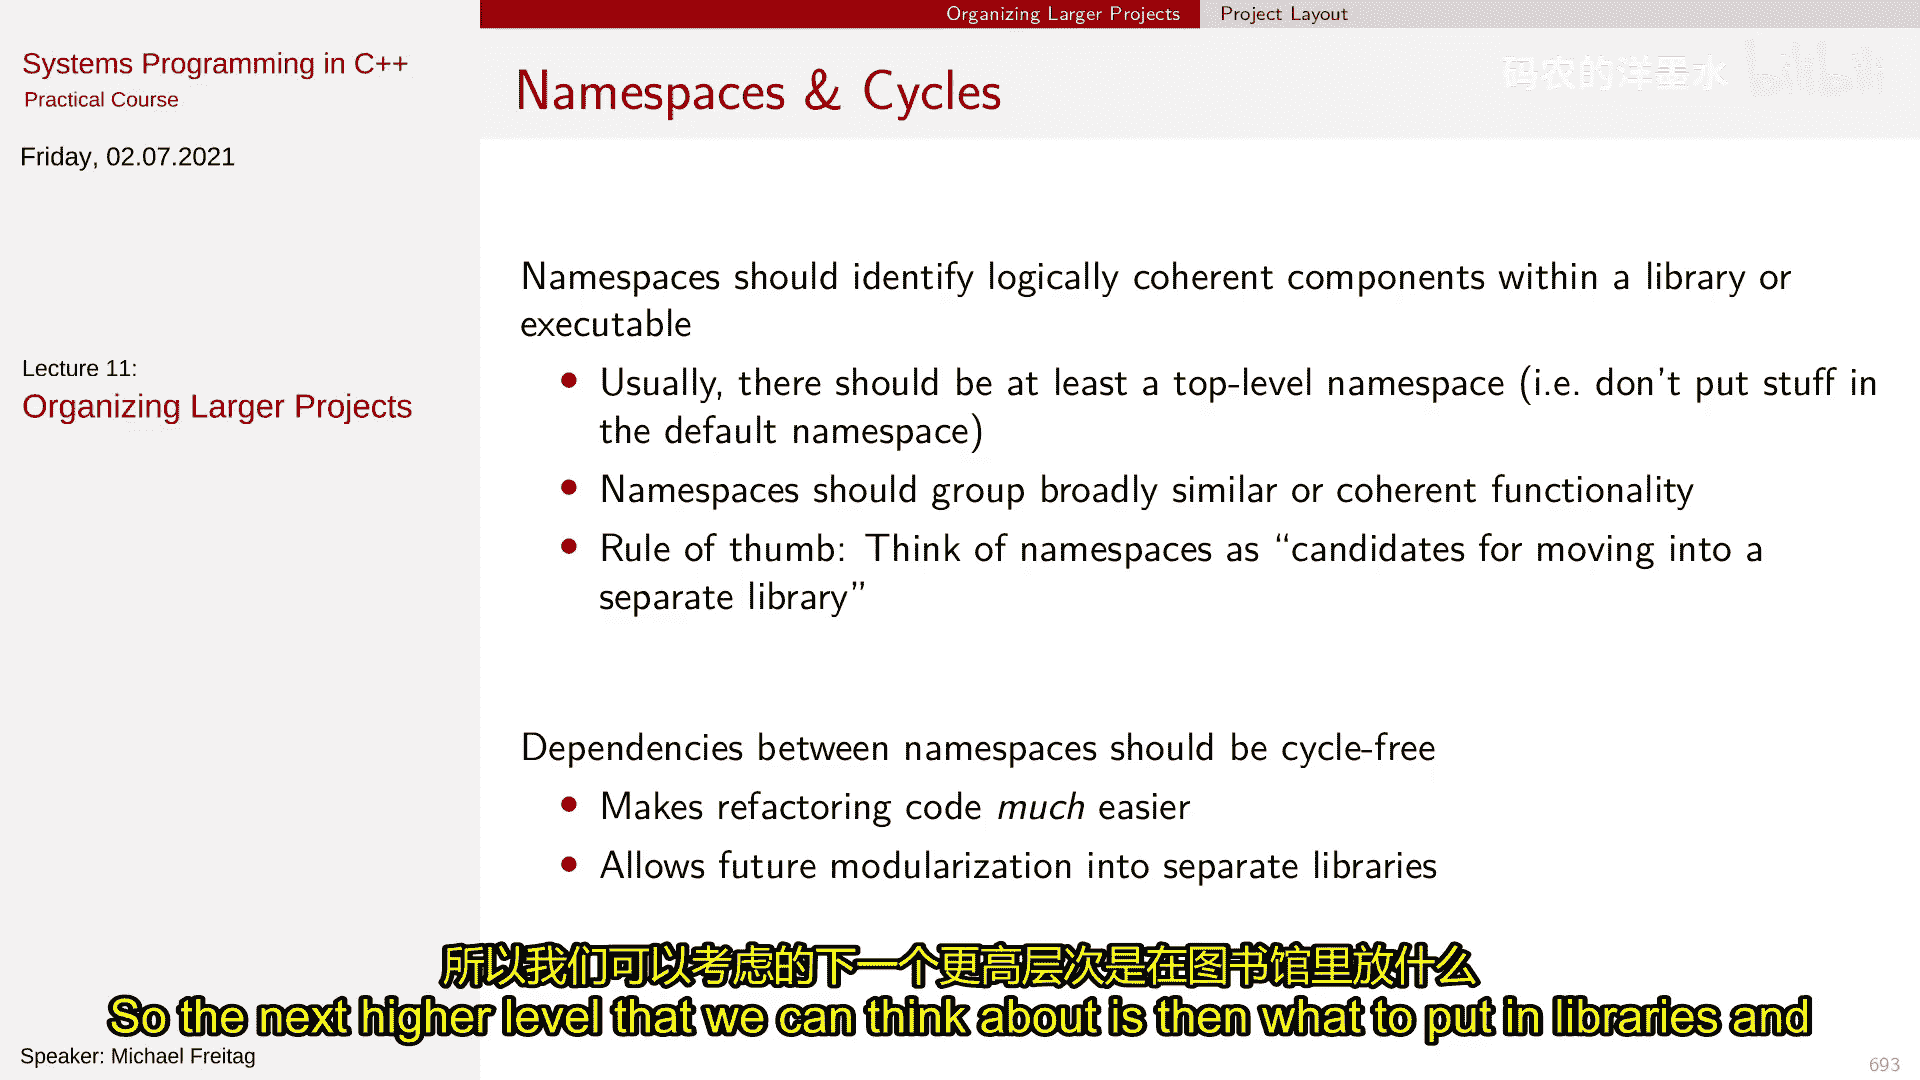 Organizing Larger Projects
Project Layout
Systems Programming in C++
Practical Course
Friday, 02.07.2021
Lecture 11:
Organizing Larger Projects
Namespaces & Cycles
码农的洋墨水
bilibili
Namespaces should identify logically coherent components within a library or
executable
• Usually, there should be at least a top-level namespace (i.e. don't put stuff in
the default namespace)
• Namespaces should group broadly similar or coherent functionality
• Rule of thumb: Think of namespaces as “candidates for moving into a
separate library”
Dependencies between namespaces should be cycle-free
• Makes refactoring code much easier
• Allows future modularization into separate libraries
所以我们可以考虑的下一个更高层次是在图书馆里放什么
So the next higher level that we can think about is then what to put in libraries and
Speaker: Michael Freitag
693